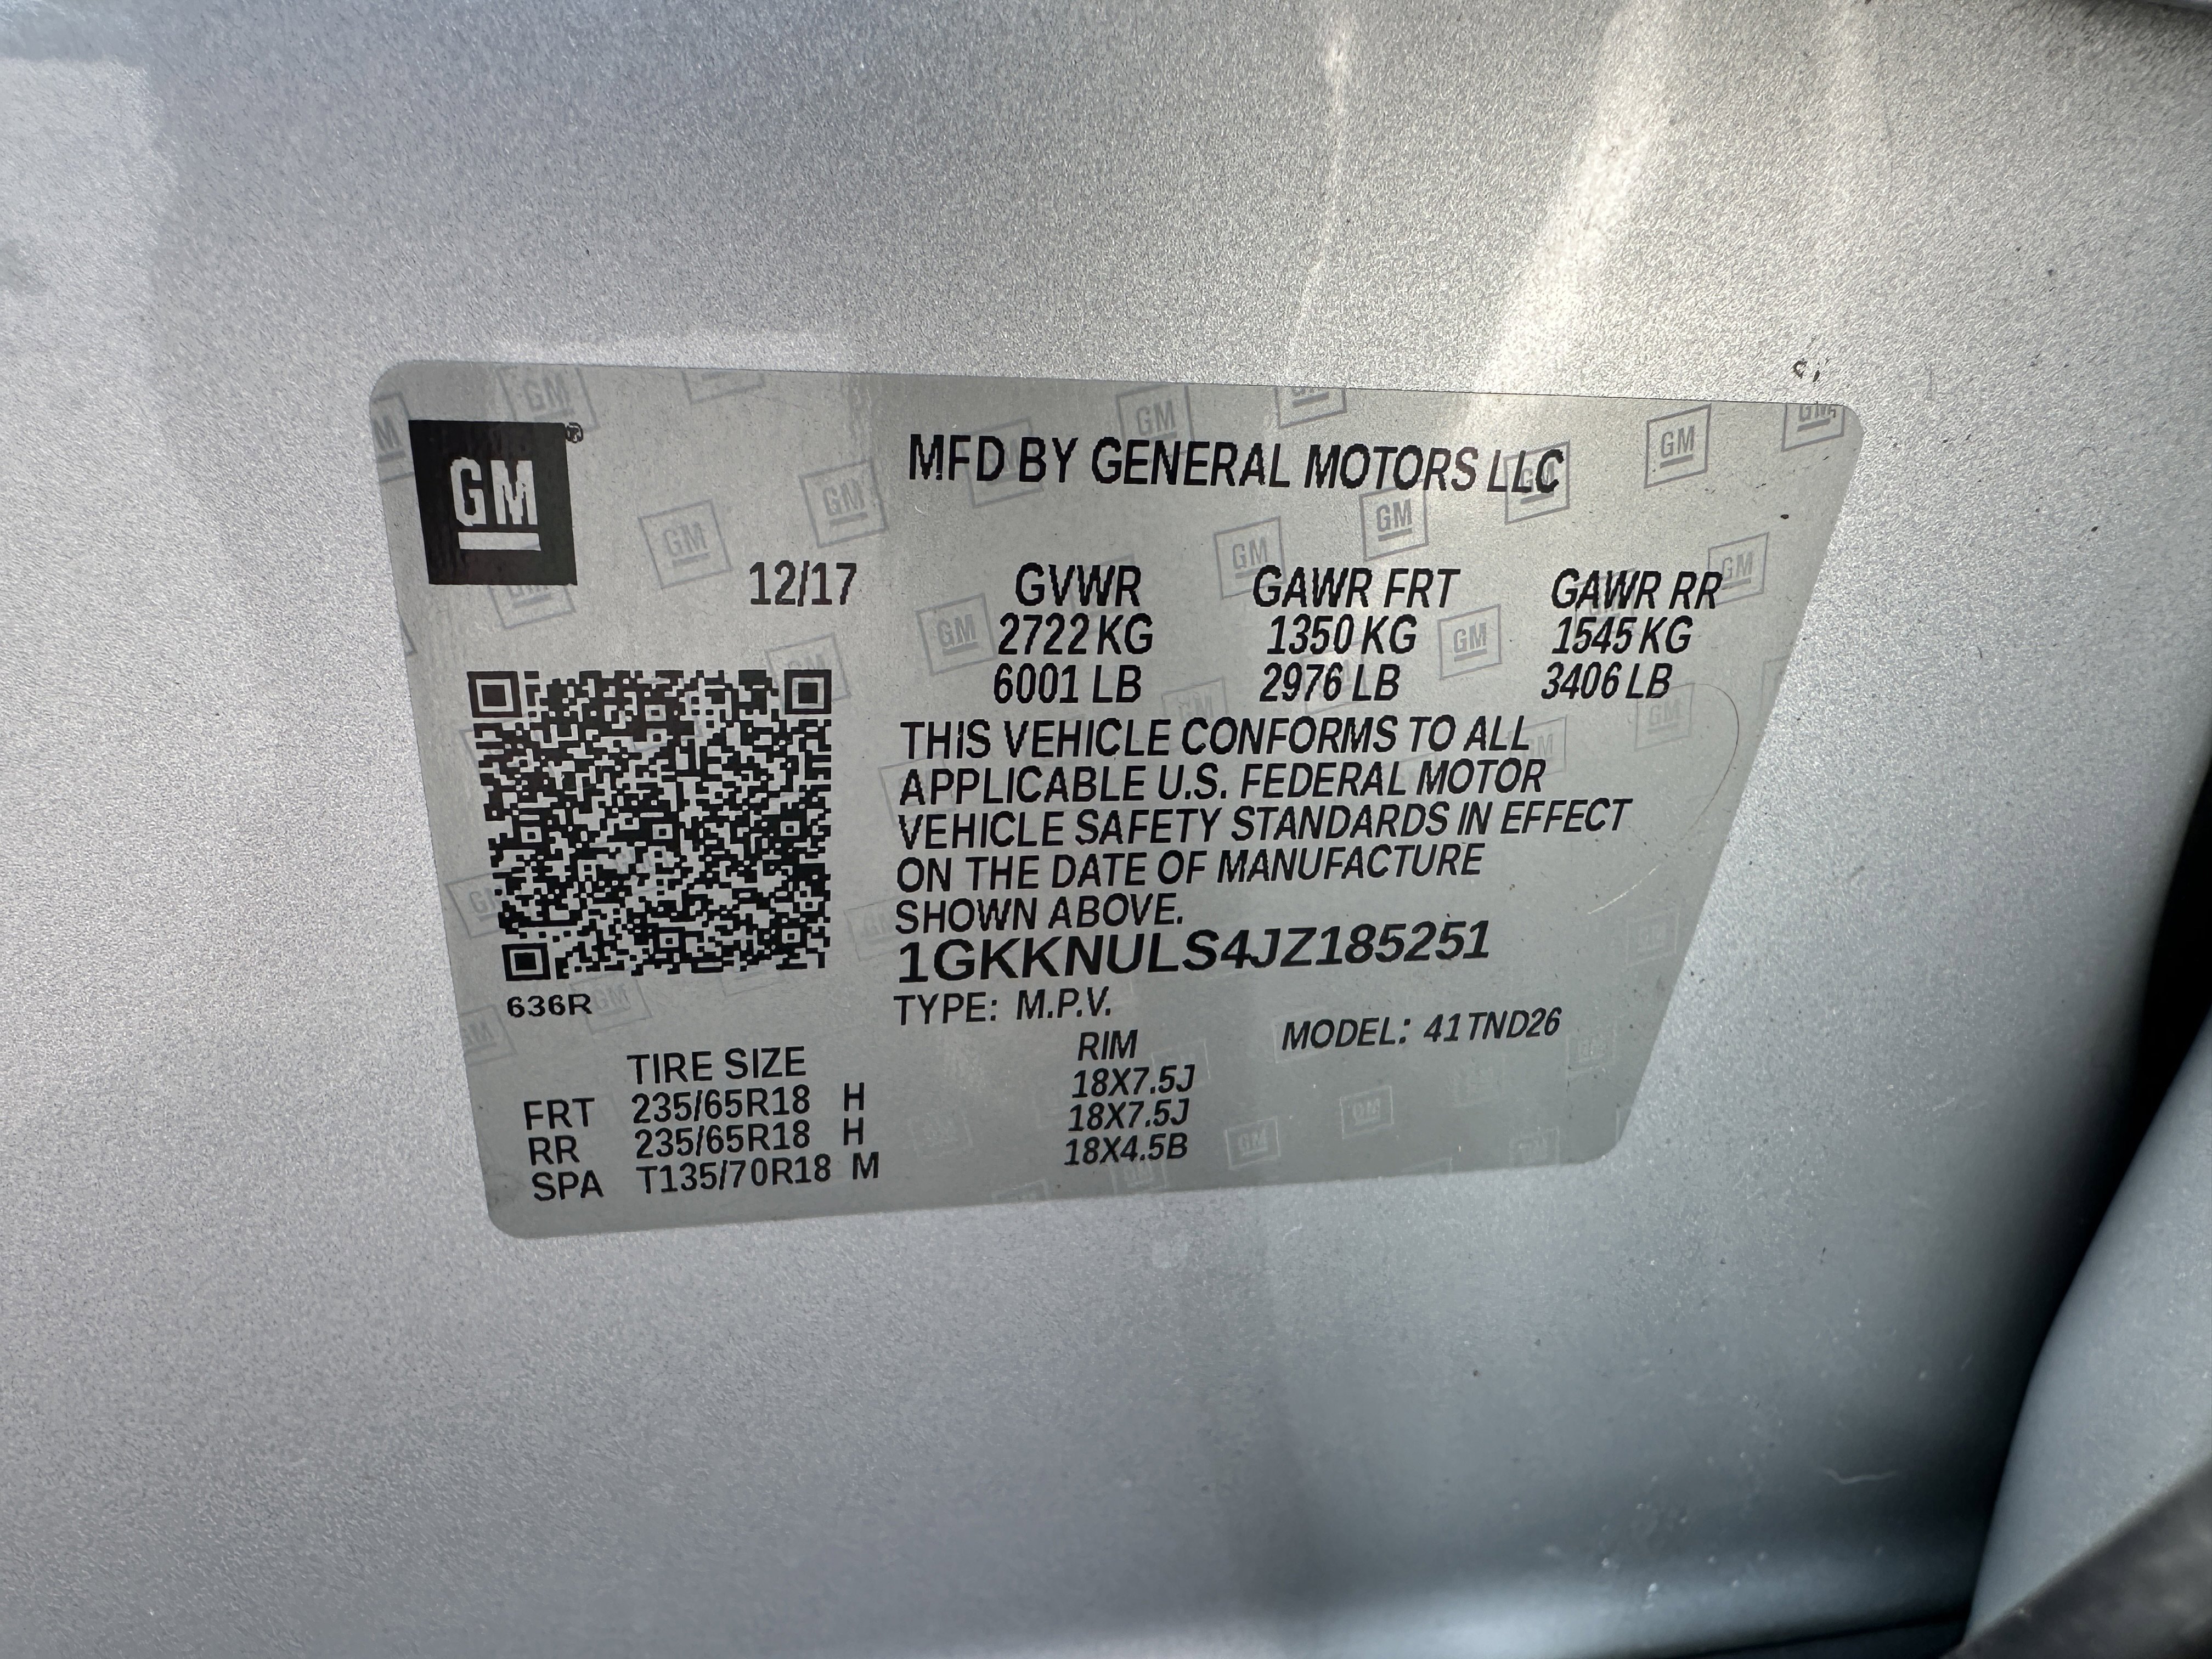 GM
MFD BY GENERAL MOTORS LLC
12/17
GVWR GAWR FRT GAWR RR
2722 KG 1350 KG 1545 KG
6001 LB 2976 LB 3406 LB
THIS VEHICLE CONFORMS TO ALL
APPLICABLE U.S. FEDERAL MOTOR
VEHICLE SAFETY STANDARDS IN EFFECT
ON THE DATE OF MANUFACTURE
SHOWN ABOVE.
1GKKNULS4JZ185251
636R
TYPE: M.P.V.
MODEL: 41TND26
TIRE SIZE RIM
FRT 235/65R18 H 18X7.5J
RR 235/65R18 H 18X7.5J
SPA T135/70R18 M 18X4.5B